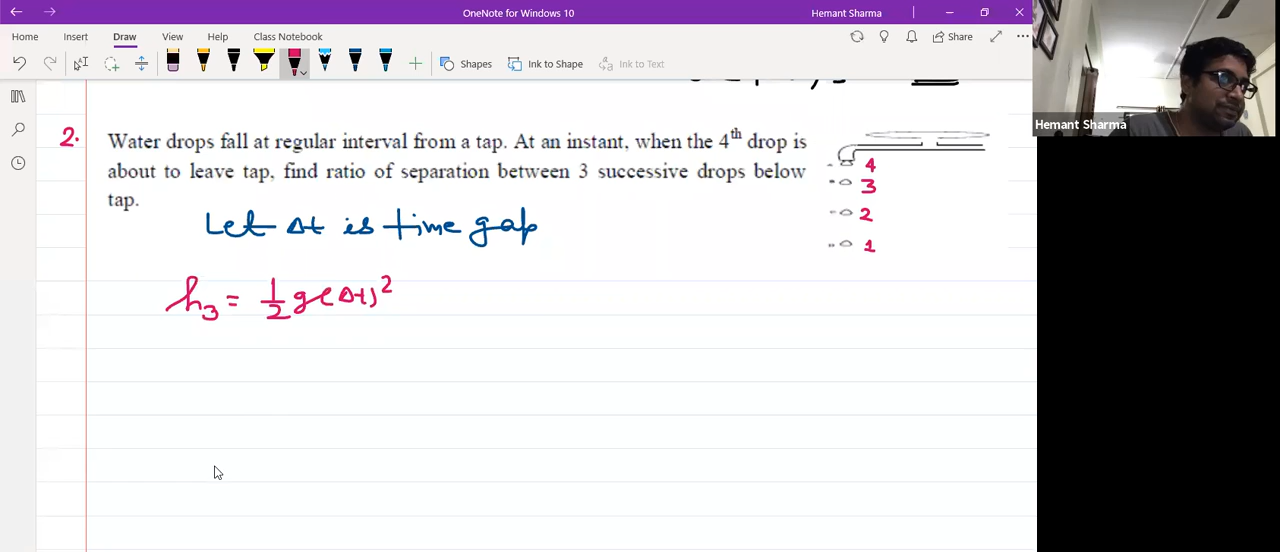 OneNote for Windows 10
Hemant Sharma
Home Insert Draw View Help Class Notebook
Share
Shapes Ink to Shape Ink to Text
Hemant Sharma
2. Water drops fall at regular interval from a tap. At an instant, when the 4th drop is
about to leave tap, find ratio of separation between 3 successive drops below
tap.
4
3
2
1
Let Δt is time gap
h₃ = 1/2 g(Δt)²